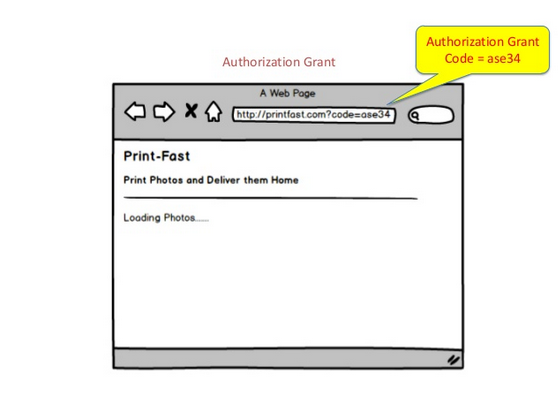 Authorization Grant
Code = ase34
Authorization Grant
A Web Page
http://printfast.com?code=ase34
Print-Fast
Print Photos and Deliver them Home
Loading Photos......